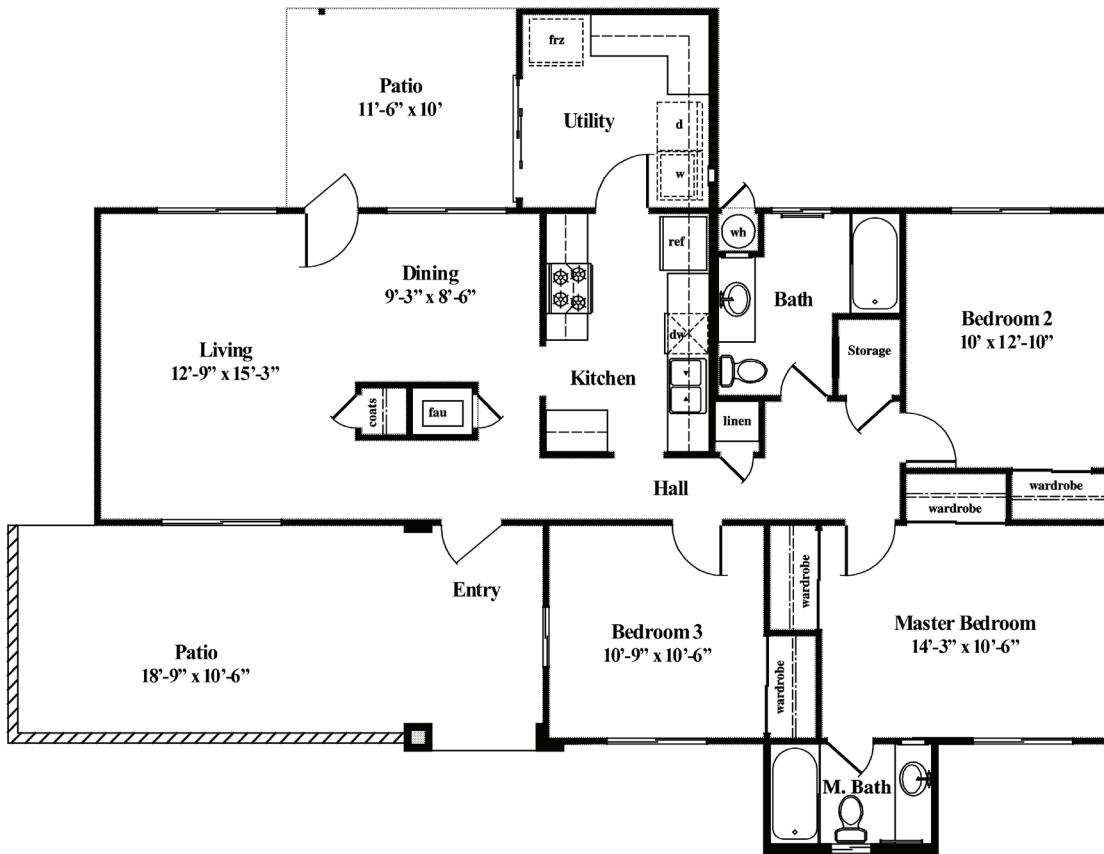 frz
Patio
11’-6” x 10’
Utility
d
w
wh
ref
Dining
9’-3” x 8’-6”
Bath
Bedroom 2
10’ x 12’-10”
Living
12’-9” x 15’-3”
dw
Storage
Kitchen
coats
fau
linen
Hall
wardrobe
wardrobe
Entry
wardrobe
Bedroom 3
10’-9” x 10’-6”
Master Bedroom
14’-3” x 10’-6”
Patio
18’-9” x 10’-6”
wardrobe
M. Bath